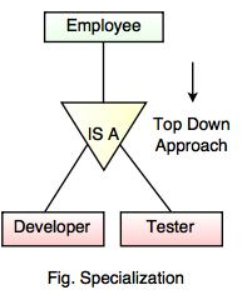 Employee
IS A
Top Down
Approach
Developer
Tester
Fig. Specialization